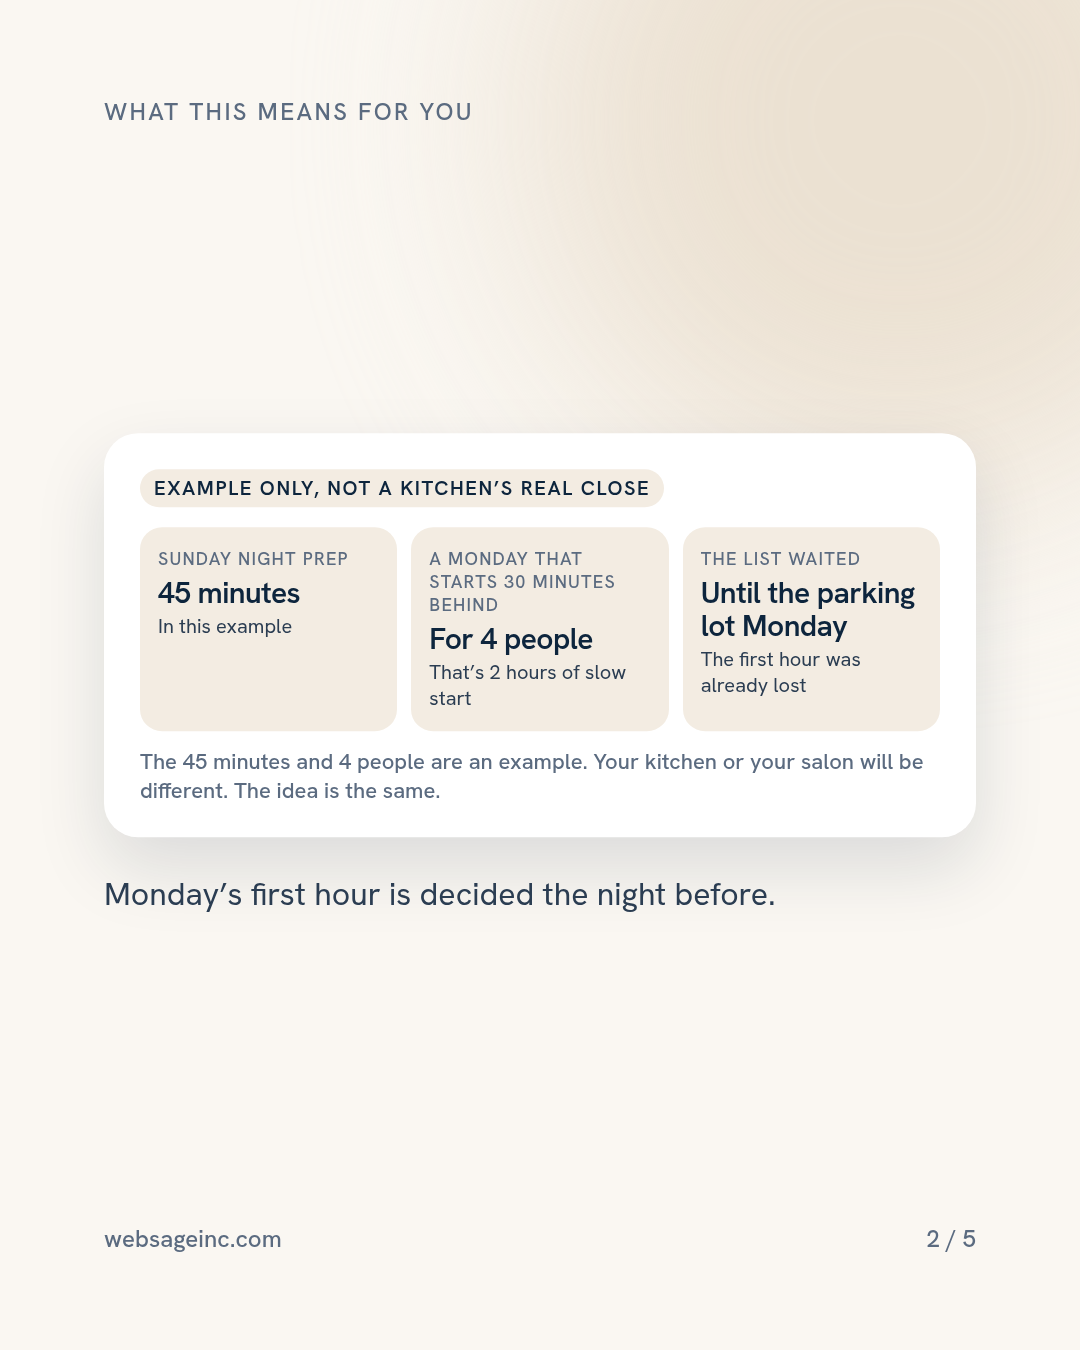 WHAT THIS MEANS FOR YOU
EXAMPLE ONLY, NOT A KITCHEN’S REAL CLOSE
SUNDAY NIGHT PREP
45 minutes
In this example
A MONDAY THAT
STARTS 30 MINUTES
BEHIND
For 4 people
That’s 2 hours of slow
start
THE LIST WAITED
Until the parking
lot Monday
The first hour was
already lost
The 45 minutes and 4 people are an example. Your kitchen or your salon will be
different. The idea is the same.
Monday’s first hour is decided the night before.
websageinc.com
2 / 5